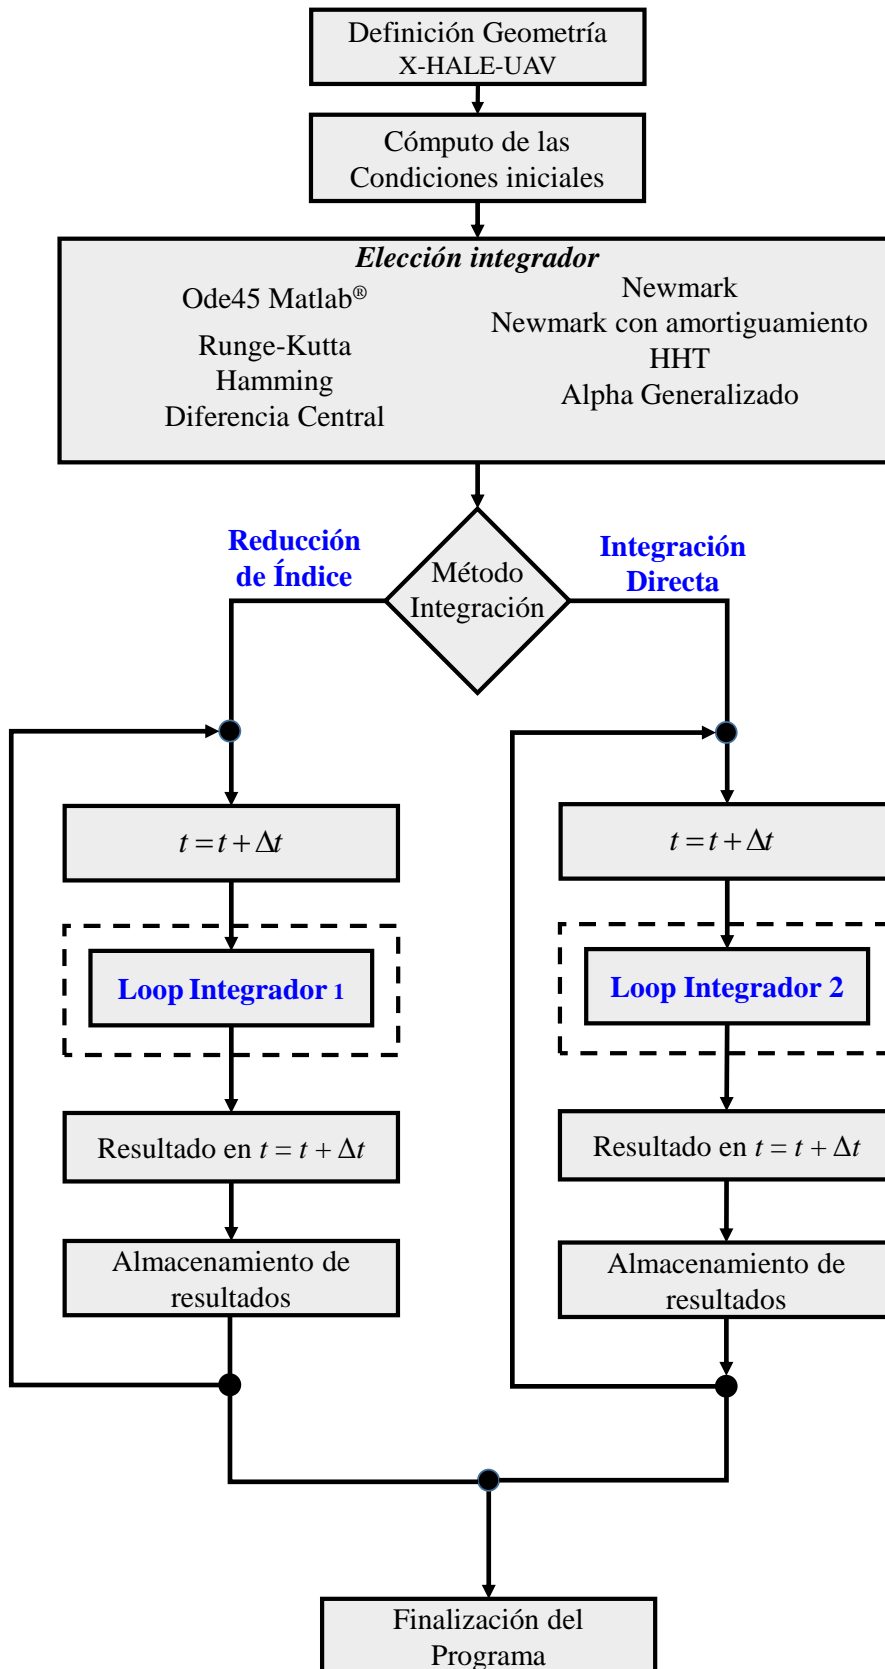 Definición Geometría
X-HALE-UAV
Cómputo de las
Condiciones iniciales
Elección integrador
Ode45 Matlab®
Runge-Kutta
Hamming
Diferencia Central
Newmark
Newmark con amortiguamiento
HHT
Alpha Generalizado
Reducción
de Índice
Método
Integración
Integración
Directa
t = t + Δt
Loop Integrador 1
Resultado en t = t + Δt
Almacenamiento de
resultados
t = t + Δt
Loop Integrador 2
Resultado en t = t + Δt
Almacenamiento de
resultados
Finalización del
Programa